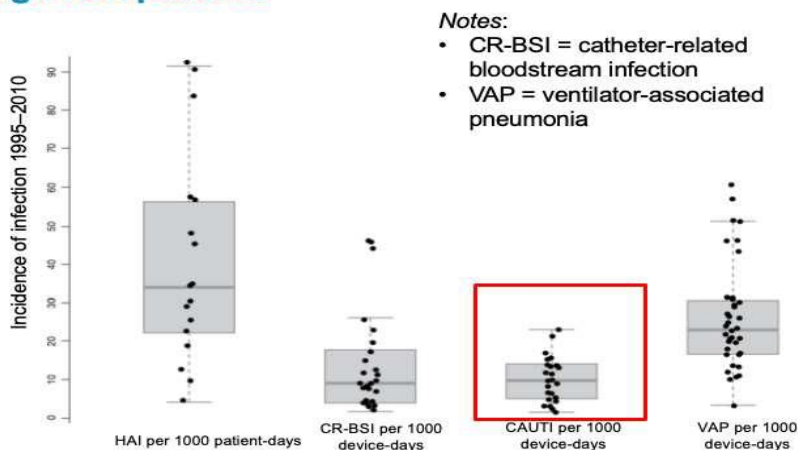 Notes:
• CR-BSI = catheter-related
bloodstream infection
• VAP = ventilator-associated
pneumonia
Incidence of infection 1995–2010
90
80
70
60
50
40
30
20
10
0
HAI per 1000 patient-days
CR-BSI per 1000
device-days
CAUTI per 1000
device-days
VAP per 1000
device-days